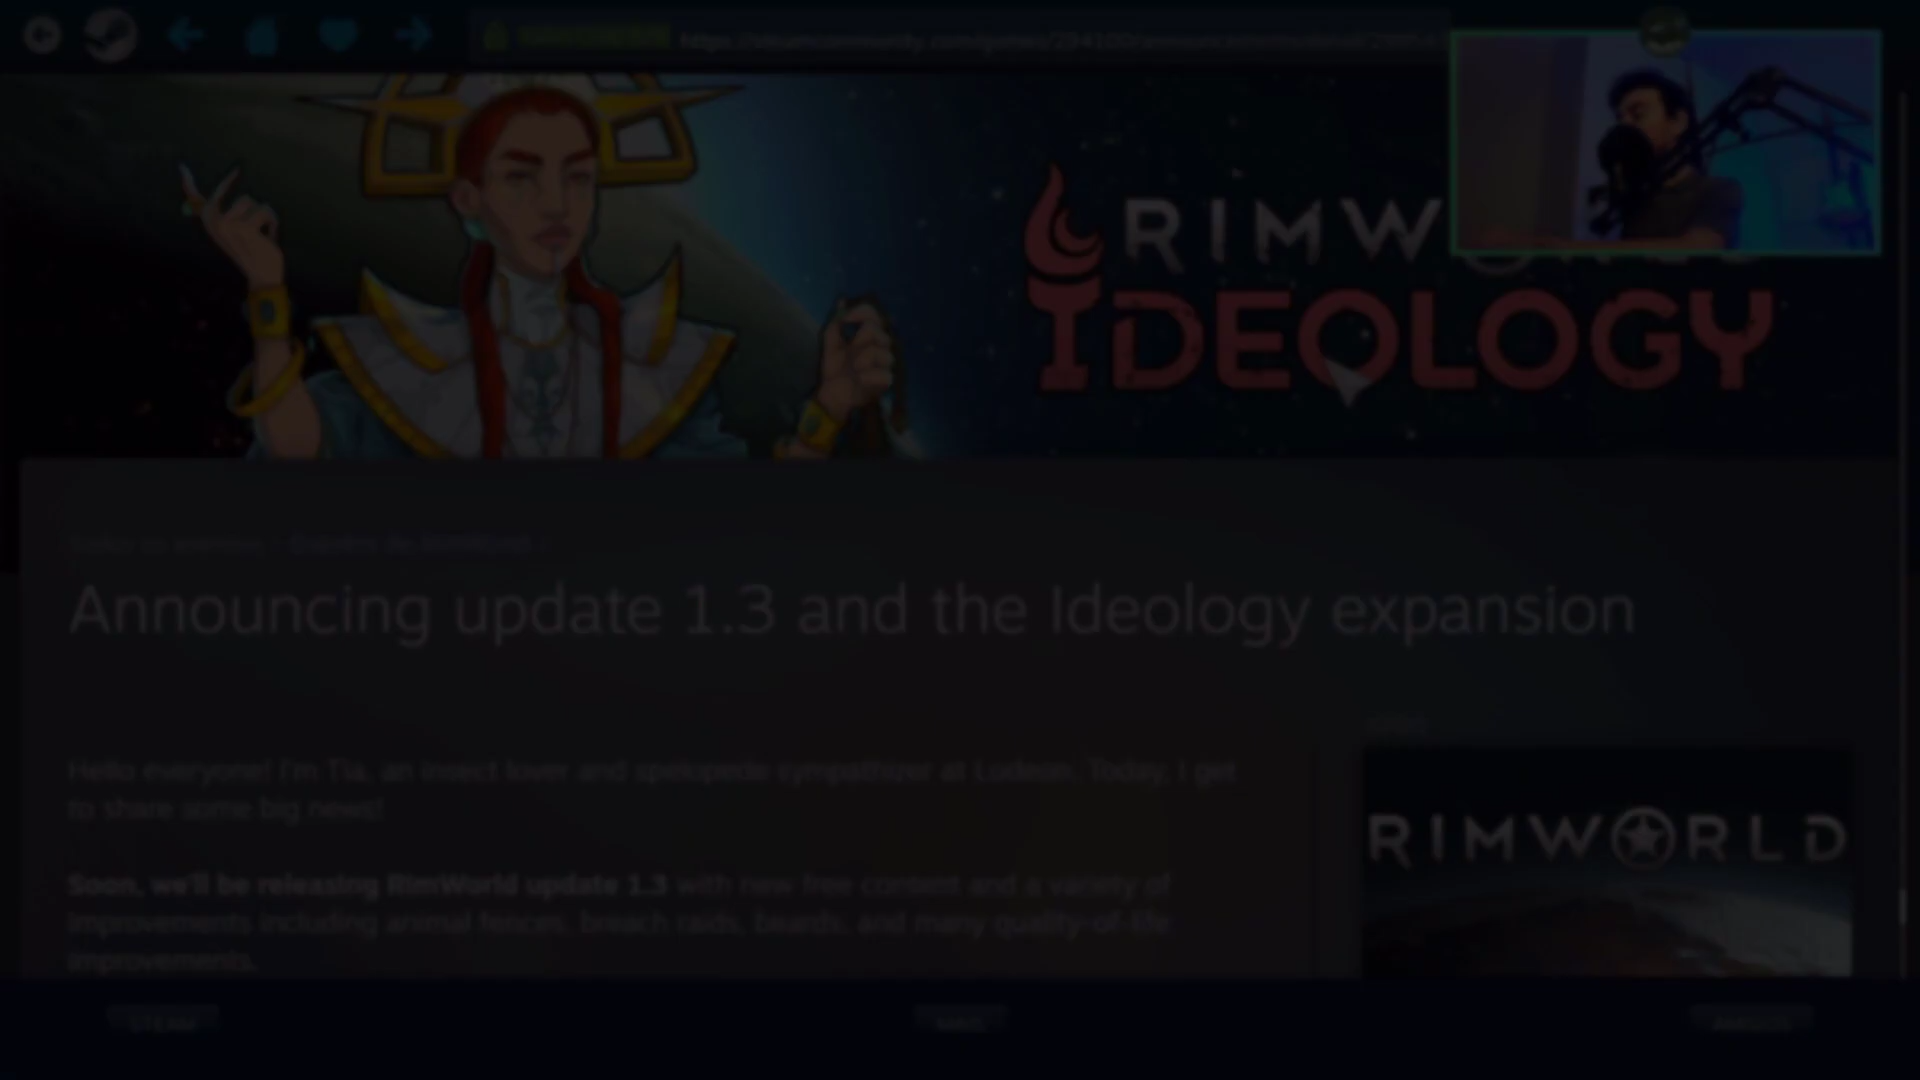 RIMW
IDEOLOGY
Announcing update 1.3 and the Ideology expansion
Hello everyone! I'm Tia, an insect lover and spelopede sympathizer at Ludeon. Today, I get
to share some big news!
RIMWORLD
Soon, we'll be releasing RimWorld update 1.3 with new free content and a variety of
improvements including animal fences, breach raids, beards, and many quality-of-life
improvements.
STEAM